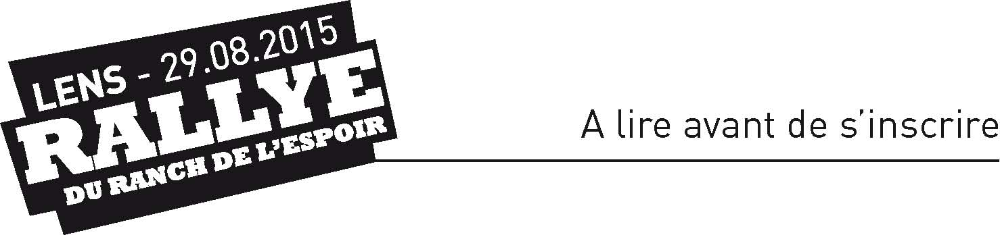 LENS - 29.08.2015
RALLYE
DU RANCH DE L'ESPOIR
A lire avant de s'inscrire